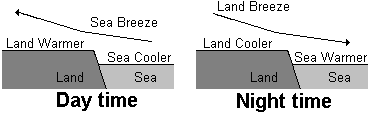 Sea Breeze
Land Warmer
Sea Cooler
Land
Sea
Day time
Land Breeze
Land Cooler
Sea Warmer
Land
Sea
Night time